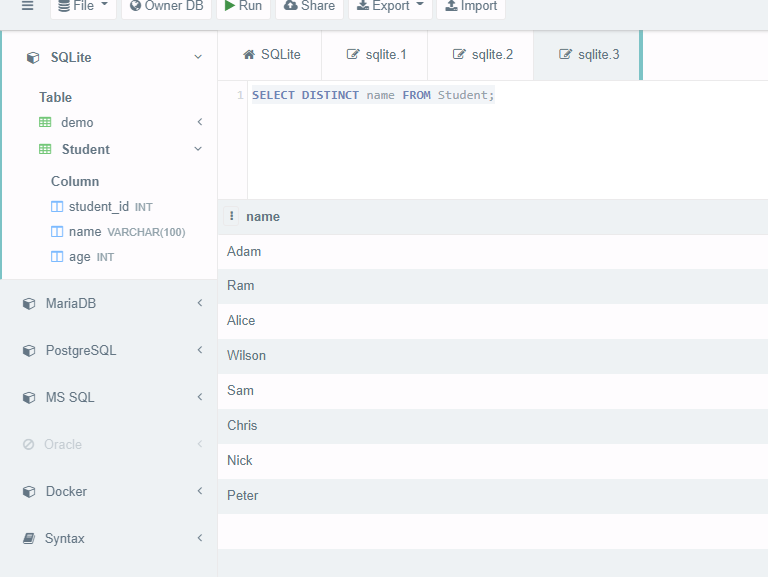 File Owner DB Run Share Export Import
SQLite
Table
demo
Student
Column
student_id INT
name VARCHAR(100)
age INT
MariaDB
PostgreSQL
MS SQL
Oracle
Docker
Syntax
SQLite sqlite.1 sqlite.2 sqlite.3
1 SELECT DISTINCT name FROM Student;
name
Adam
Ram
Alice
Wilson
Sam
Chris
Nick
Peter